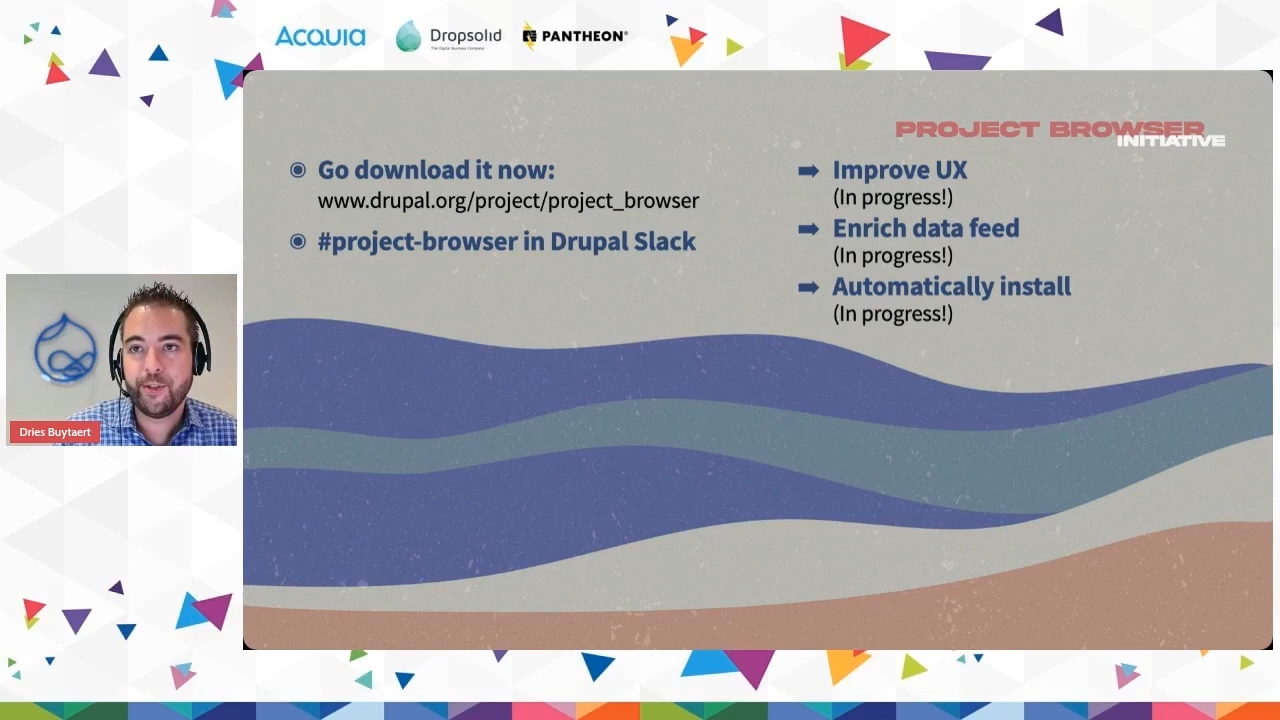 ACQUIA
Dropsolid
The Digital Business Company
PANTHEON®
PROJECT BROWSER
INITIATIVE
Go download it now:
www.drupal.org/project/project_browser
#project-browser in Drupal Slack
Improve UX
(In progress!)
Enrich data feed
(In progress!)
Automatically install
(In progress!)
Dries Buytaert